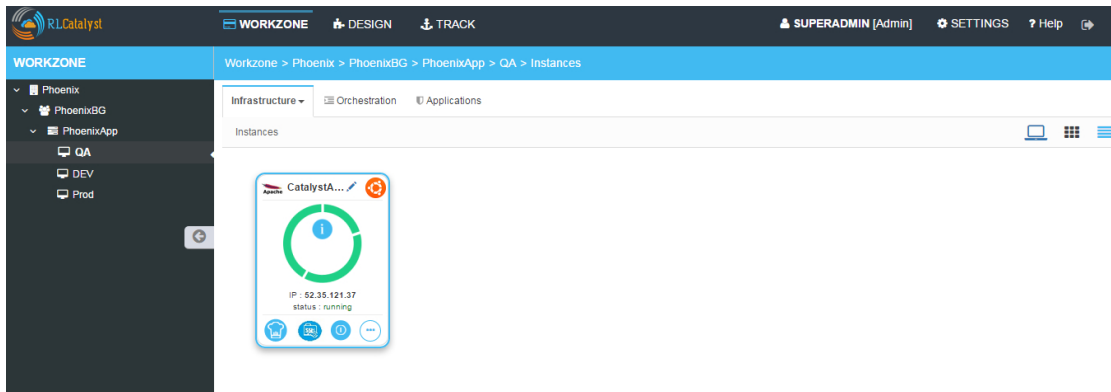 RLCatalyst
WORKZONE DESIGN TRACK SUPERADMIN [Admin] SETTINGS ? Help
WORKZONE
Workzone > Phoenix > PhoenixBG > PhoenixApp > QA > Instances
Phoenix
PhoenixBG
PhoenixApp
QA
DEV
Prod
Infrastructure Orchestration Applications
Instances
Apache CatalystA...
i
IP : 52.35.121.37
status : running
SSH